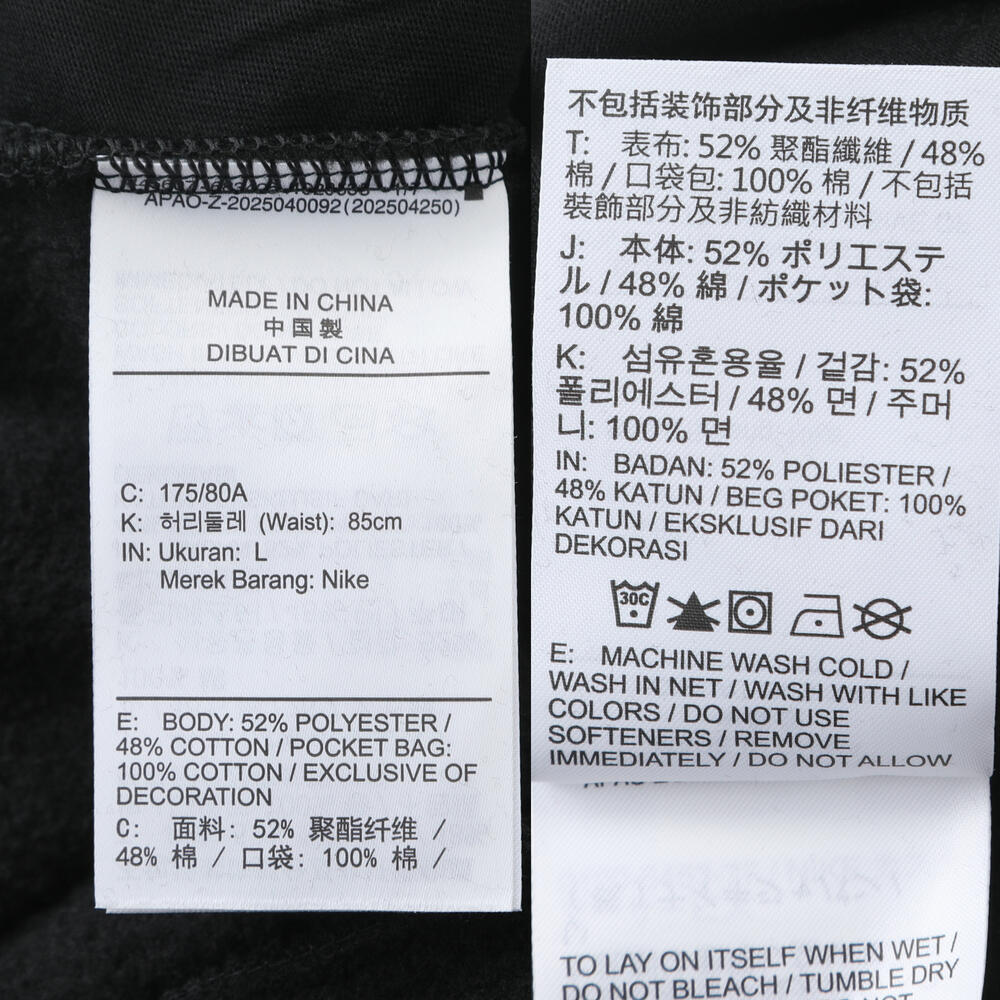 APAO-Z-2025040092(202504250)
MADE IN CHINA
中国製
DIBUAT DI CINA
C: 175/80A
K: 허리둘레 (Waist): 85cm
IN: Ukuran: L
Merek Barang: Nike
E: BODY: 52% POLYESTER /
48% COTTON / POCKET BAG:
100% COTTON / EXCLUSIVE OF
DECORATION
C: 面料: 52% 聚酯纤维 /
48% 棉 / 口袋: 100% 棉 /
不包括装饰部分及非纤维物质
T: 表布: 52% 聚酯纖維 / 48%
棉 / 口袋包: 100% 棉 / 不包括
裝飾部分及非紡織材料
J: 本体: 52% ポリエステ
ル / 48% 綿 / ポケット袋:
100% 綿
K: 섬유혼용율 / 겉감: 52%
폴리에스터 / 48% 면 / 주머
니: 100% 면
IN: BADAN: 52% POLIESTER /
48% KATUN / BEG POKET: 100%
KATUN / EKSKLUSIF DARI
DEKORASI
30C
E: MACHINE WASH COLD /
WASH IN NET / WASH WITH LIKE
COLORS / DO NOT USE
SOFTENERS / REMOVE
IMMEDIATELY / DO NOT ALLOW
TO LAY ON ITSELF WHEN WET /
DO NOT BLEACH / TUMBLE DRY